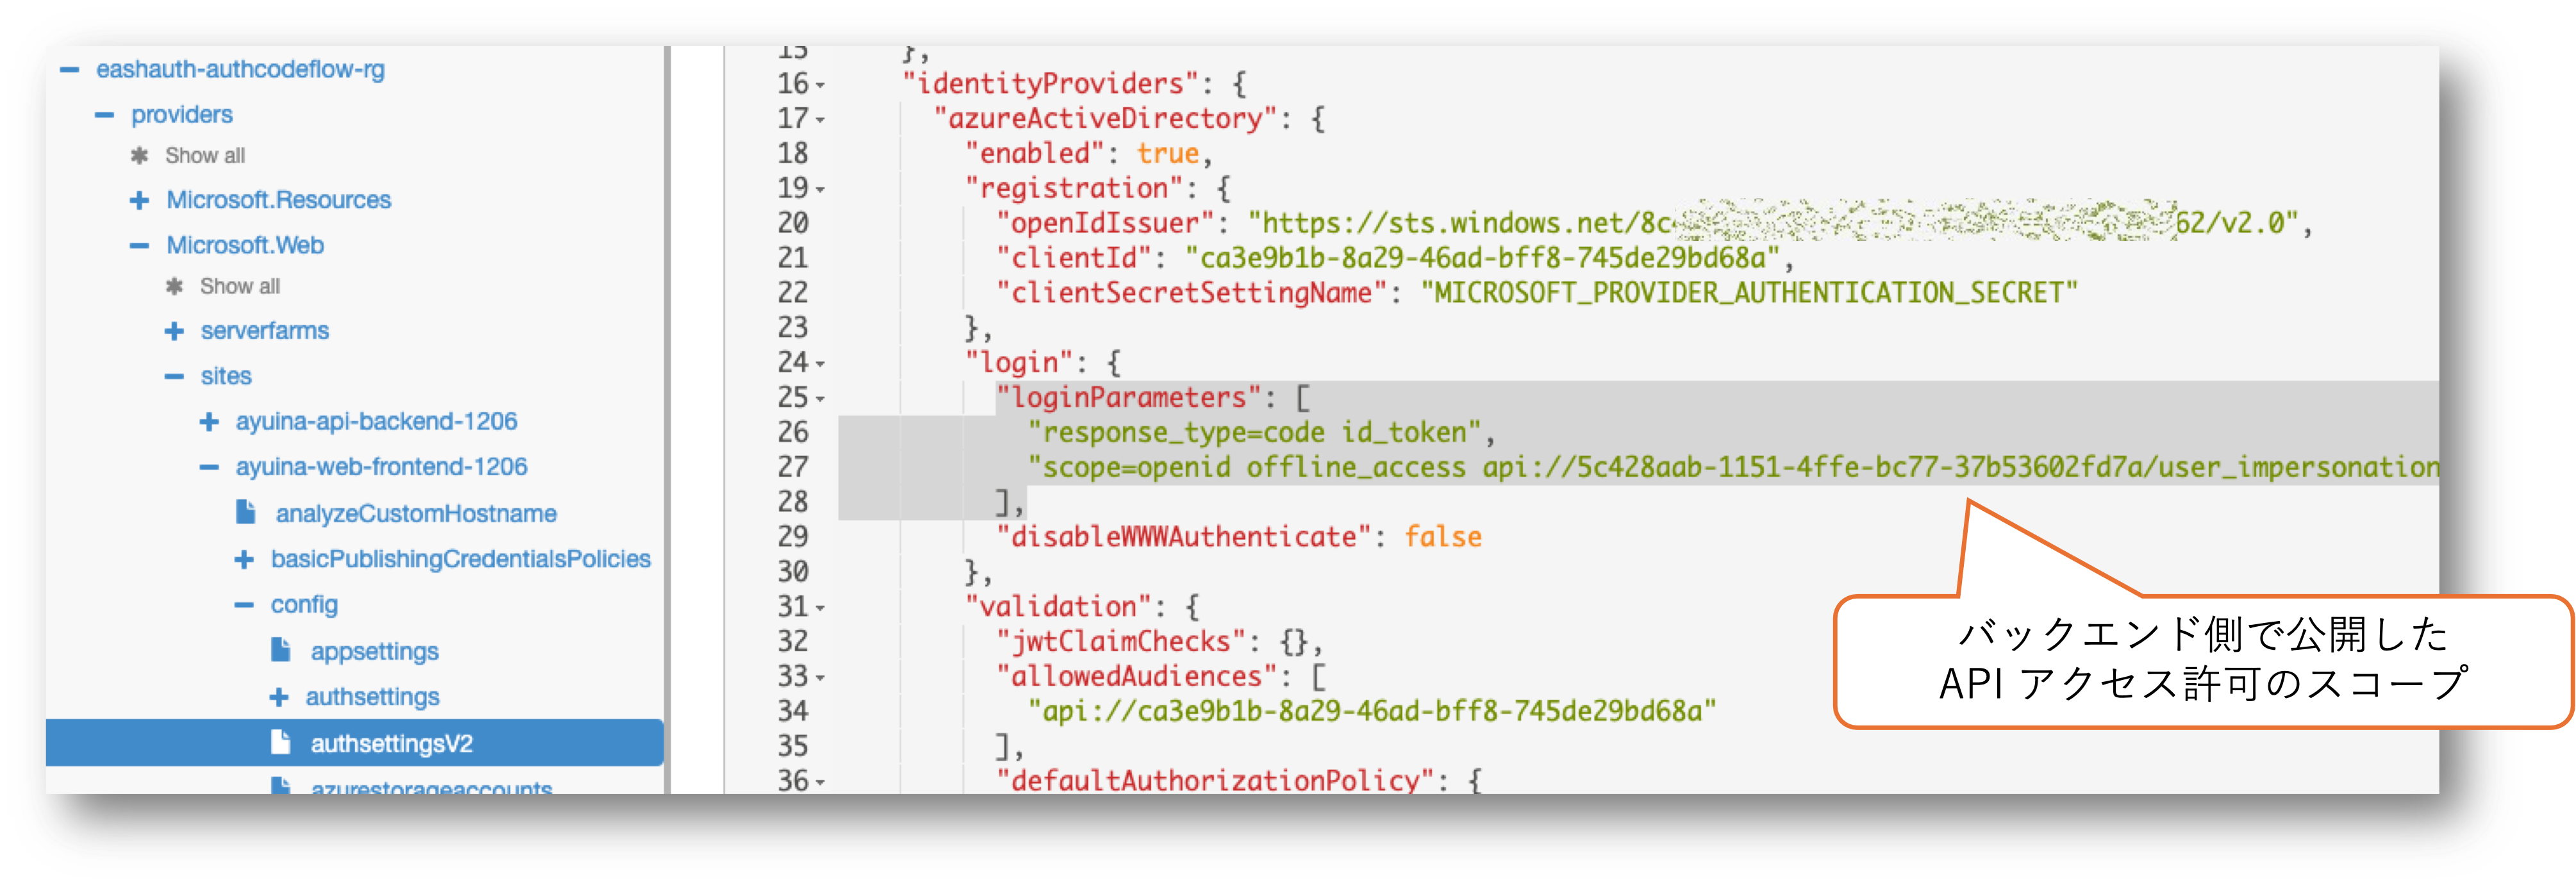 eashauth-authcodeflow-rg
providers
Show all
Microsoft.Resources
Microsoft.Web
Show all
serverfarms
sites
ayuina-api-backend-1206
ayuina-web-frontend-1206
analyzeCustomHostname
basicPublishingCredentialsPolicies
config
appsettings
authsettings
authsettingsV2
azurestorageaccounts
15 },
16 "identityProviders": {
17 "azureActiveDirectory": {
18 "enabled": true,
19 "registration": {
20 "openIdIssuer": "https://sts.windows.net/8c 62/v2.0",
21 "clientId": "ca3e9b1b-8a29-46ad-bff8-745de29bd68a",
22 "clientSecretSettingName": "MICROSOFT_PROVIDER_AUTHENTICATION_SECRET"
23 },
24 "login": {
25 "loginParameters": [
26 "response_type=code id_token",
27 "scope=openid offline_access api://5c428aab-1151-4ffe-bc77-37b53602fd7a/user_impersonation
28 ],
29 "disableWWWAuthenticate": false
30 },
31 "validation": {
32 "jwtClaimChecks": {},
33 "allowedAudiences": [
34 "api://ca3e9b1b-8a29-46ad-bff8-745de29bd68a"
35 ],
36 "defaultAuthorizationPolicy": {
バックエンド側で公開した
API アクセス許可のスコープ